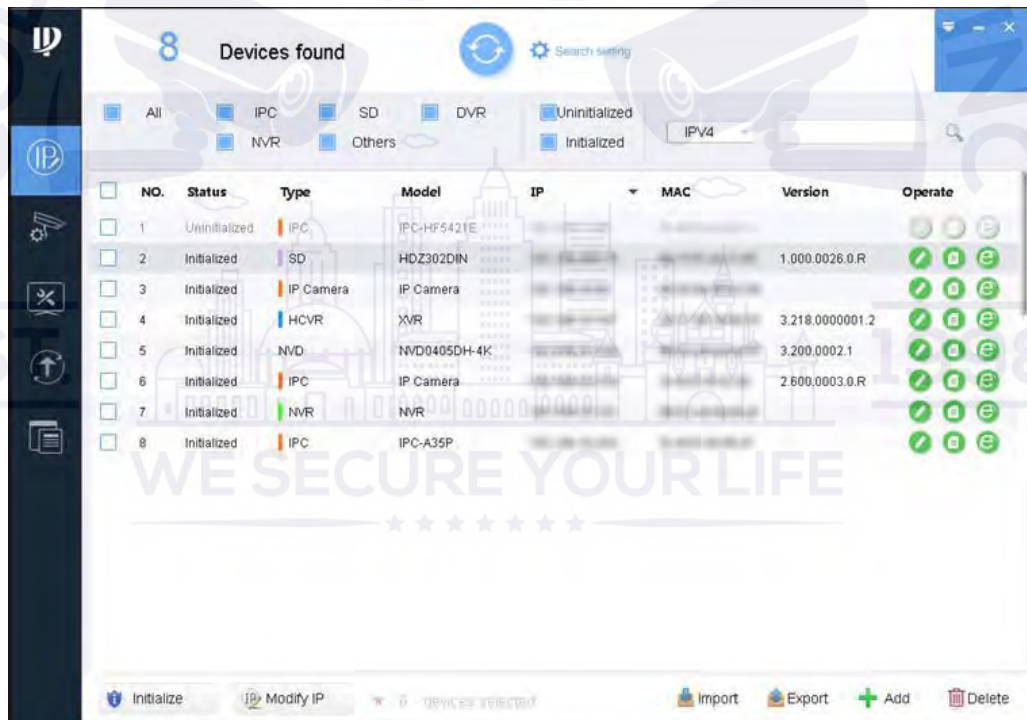 8 Devices found Search setting
All IPC SD DVR Uninitialized
NVR Others Initialized IPV4
NO. Status Type Model IP MAC Version Operate
1 Uninitialized IPC IPC-HF5421E
2 Initialized SD HDZ302DIN 1.000.0026.0.R
3 Initialized IP Camera IP Camera
4 Initialized HCVR XVR 3.218.0000001.2
5 Initialized NVD NVD0405DH-4K 3.200.0002.1
6 Initialized IPC IP Camera 2.600.0003.0.R
7 Initialized NVR NVR
8 Initialized IPC IPC-A35P
WE SECURE YOUR LIFE
Initialize Modify IP 0 devices selected Import Export Add Delete